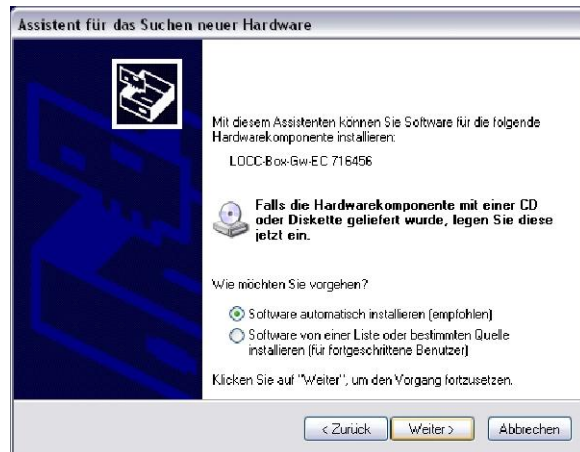 Assistent für das Suchen neuer Hardware
Mit diesem Assistenten können Sie Software für die folgende
Hardwarekomponente installieren:
LOCC-Box-Gw-EC 716456
Falls die Hardwarekomponente mit einer CD
oder Diskette geliefert wurde, legen Sie diese
jetzt ein.
Wie möchten Sie vorgehen?
Software automatisch installieren (empfohlen)
Software von einer Liste oder bestimmten Quelle
installieren (für fortgeschrittene Benutzer)
Klicken Sie auf "Weiter", um den Vorgang fortzusetzen.
< Zurück Weiter > Abbrechen